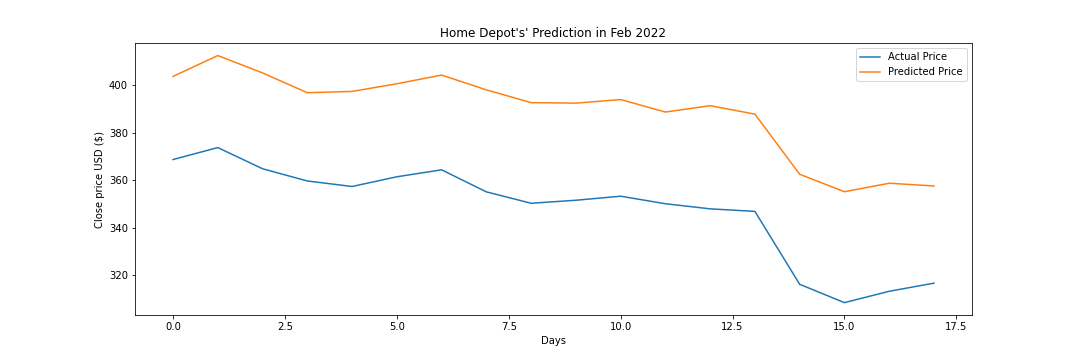 Home Depot's' Prediction in Feb 2022
Actual Price
Predicted Price
Close price USD ($)
400
380
360
340
320
0.0 2.5 5.0 7.5 10.0 12.5 15.0 17.5
Days